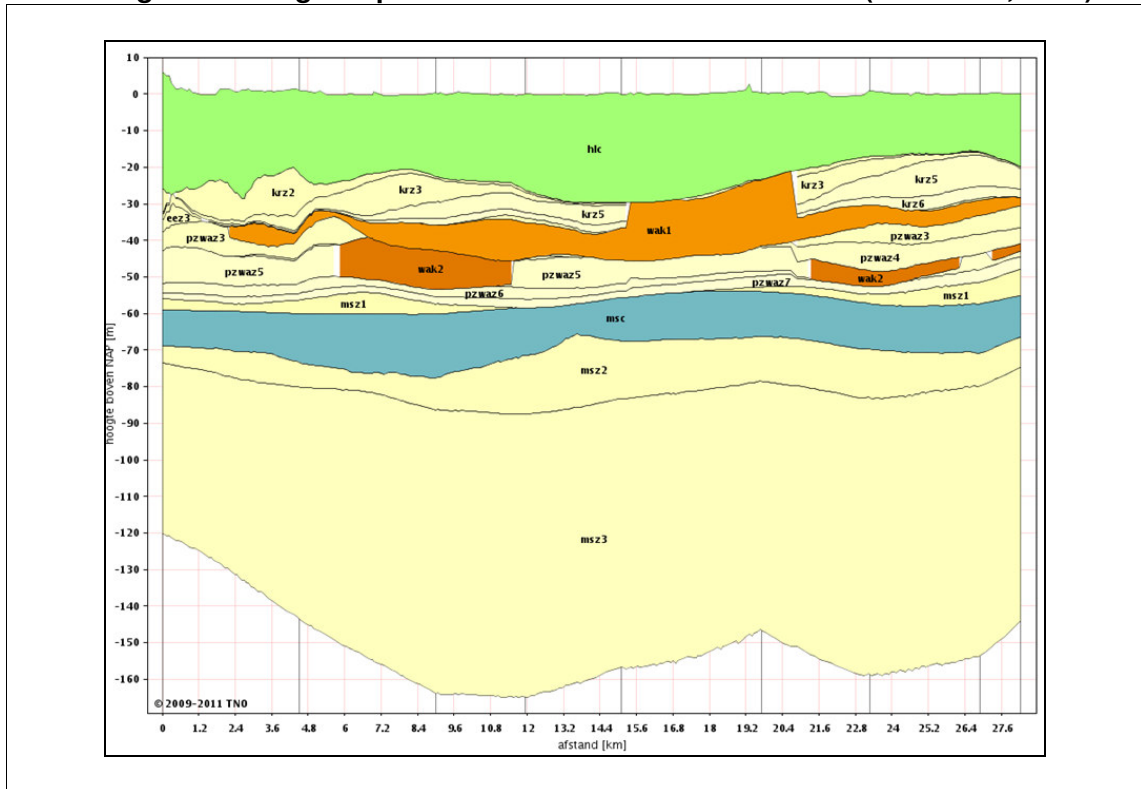 10
0
-10
-20
-30
-40
-50
-60
-70
-80
-90
-100
-110
-120
-130
-140
-150
-160
hoogte boven NAP [m]
hlc
krz2
krz3
krz3
krz5
eez3
krz5
krz6
pzwaz3
wak1
pzwaz3
pzwaz4
wak2
pzwaz5
pzwaz5
wak2
pzwaz7
pzwaz6
msz1
msz1
msc
msz2
msz3
© 2009-2011 TNO
0 1.2 2.4 3.6 4.8 6 7.2 8.4 9.6 10.8 12 13.2 14.4 15.6 16.8 18 19.2 20.4 21.6 22.8 24 25.2 26.4 27.6
afstand [km]